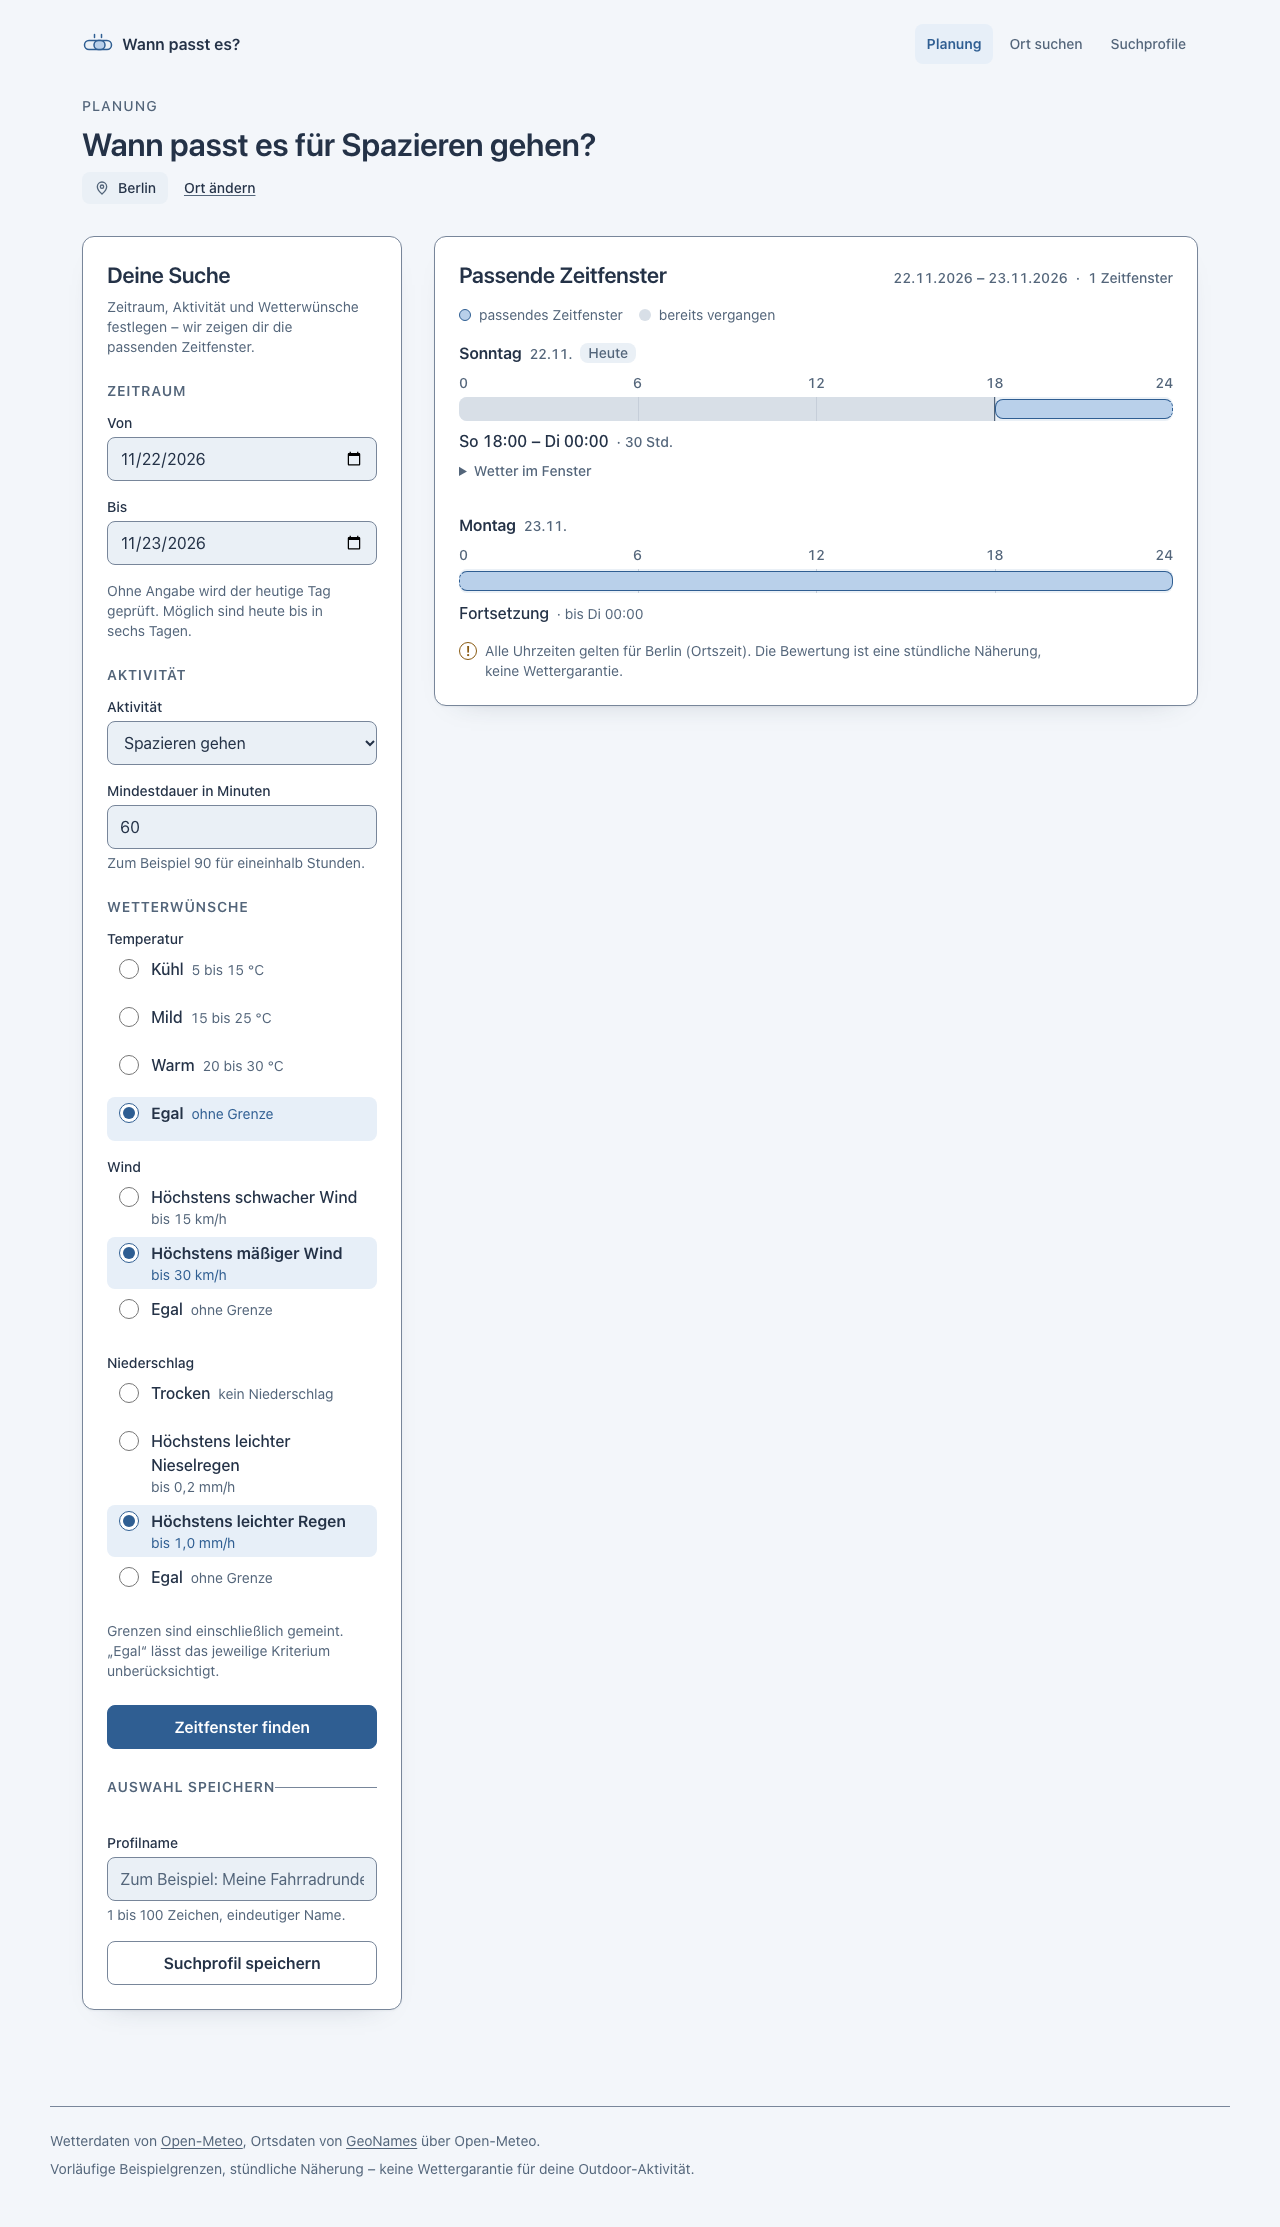 Wann passt es?
Planung
Ort suchen
Suchprofile
PLANUNG
Wann passt es für Spazieren gehen?
Berlin
Ort ändern
Deine Suche
Zeitraum, Aktivität und Wetterwünsche
festlegen – wir zeigen dir die
passenden Zeitfenster.
ZEITRAUM
Von
11/22/2026
Bis
11/23/2026
Ohne Angabe wird der heutige Tag
geprüft. Möglich sind heute bis in
sechs Tagen.
AKTIVITÄT
Aktivität
Spazieren gehen
Mindestdauer in Minuten
60
Zum Beispiel 90 für eineinhalb Stunden.
WETTERWÜNSCHE
Temperatur
Kühl 5 bis 15 °C
Mild 15 bis 25 °C
Warm 20 bis 30 °C
Egal ohne Grenze
Wind
Höchstens schwacher Wind
bis 15 km/h
Höchstens mäßiger Wind
bis 30 km/h
Egal ohne Grenze
Niederschlag
Trocken kein Niederschlag
Höchstens leichter
Nieselregen
bis 0,2 mm/h
Höchstens leichter Regen
bis 1,0 mm/h
Egal ohne Grenze
Grenzen sind einschließlich gemeint.
„Egal“ lässt das jeweilige Kriterium
unberücksichtigt.
Zeitfenster finden
AUSWAHL SPEICHERN
Profilname
Zum Beispiel: Meine Fahrradrunde
1 bis 100 Zeichen, eindeutiger Name.
Suchprofil speichern
Passende Zeitfenster
22.11.2026 – 23.11.2026 · 1 Zeitfenster
passendes Zeitfenster
bereits vergangen
Sonntag 22.11. Heute
0 6 12 18 24
So 18:00 – Di 00:00 · 30 Std.
Wetter im Fenster
Montag 23.11.
0 6 12 18 24
Fortsetzung · bis Di 00:00
Alle Uhrzeiten gelten für Berlin (Ortszeit). Die Bewertung ist eine stündliche Näherung,
keine Wettergarantie.
Wetterdaten von Open-Meteo, Ortsdaten von GeoNames über Open-Meteo.
Vorläufige Beispielgrenzen, stündliche Näherung – keine Wettergarantie für deine Outdoor-Aktivität.